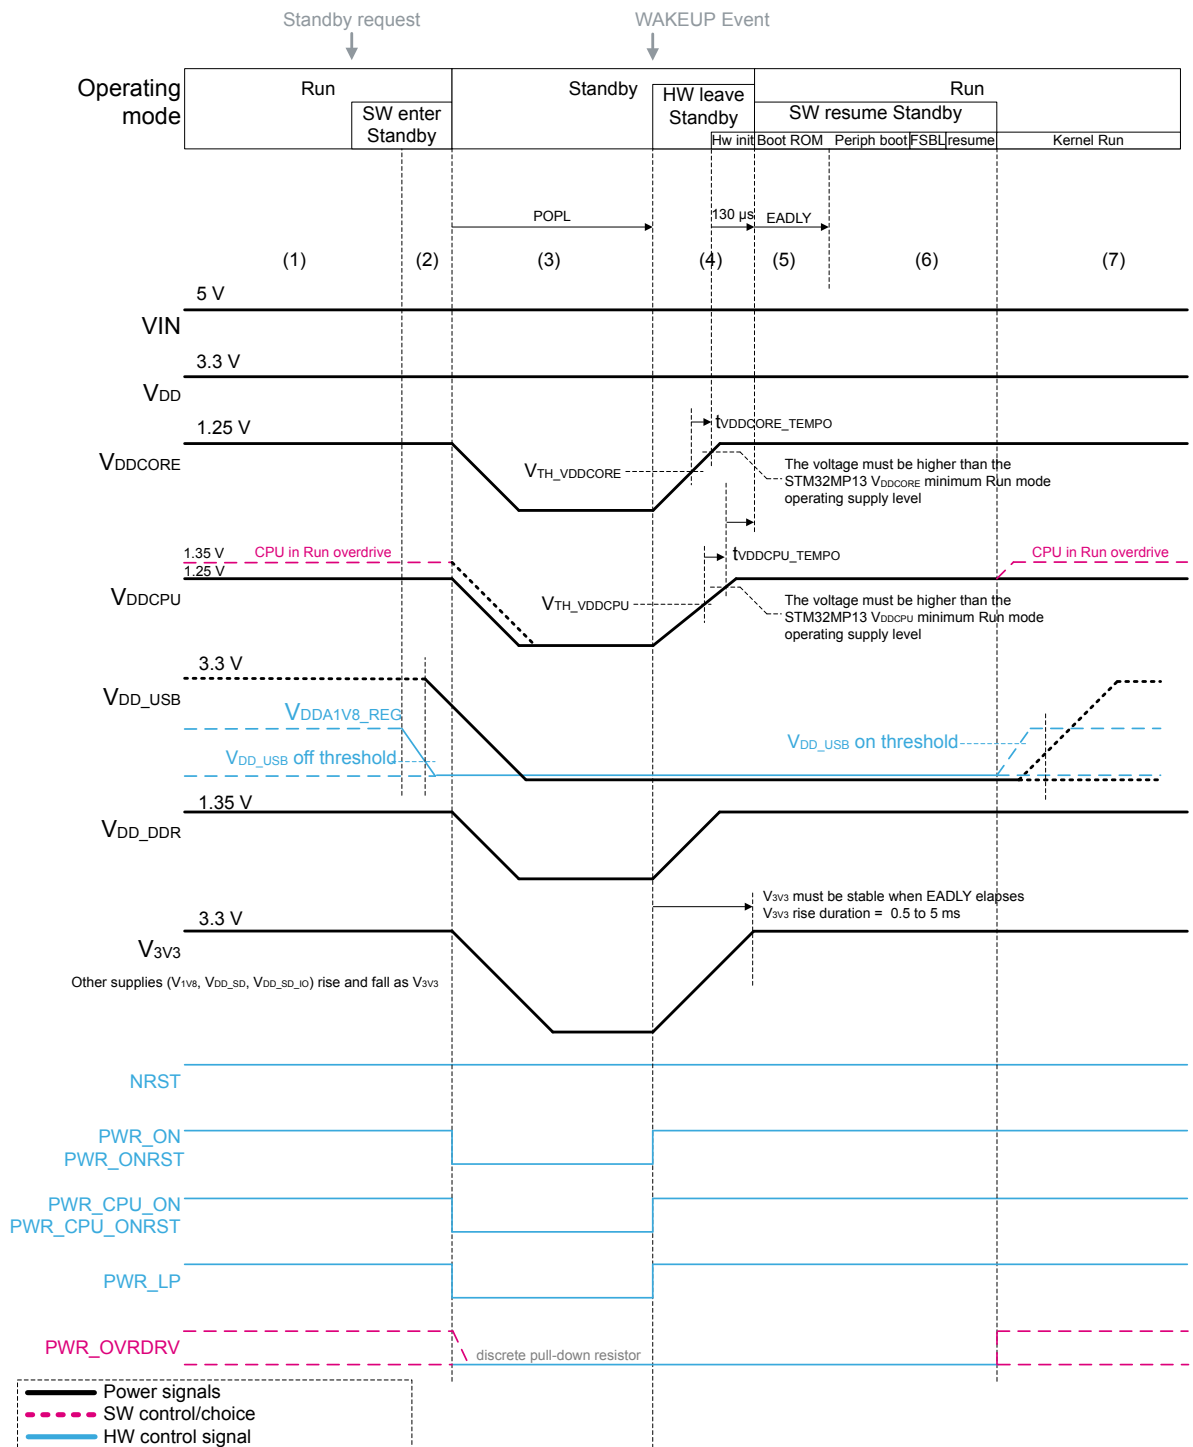 Standby request
WAKEUP Event
Operating mode
Run
Standby
Run
SW enter Standby
HW leave Standby
SW resume Standby
Hw init
Boot ROM
Periph boot
FSBL
resume
Kernel Run
POPL
130 µs
EADLY
(1)
(2)
(3)
(4)
(5)
(6)
(7)
5 V
VIN
3.3 V
VDD
1.25 V
VDDCORE
tVDDCORE_TEMPO
VTH_VDDCORE
The voltage must be higher than the
STM32MP13 VDDCORE minimum Run mode
operating supply level
1.35 V
CPU in Run overdrive
CPU in Run overdrive
1.25 V
VDDCPU
tVDDCPU_TEMPO
VTH_VDDCPU
The voltage must be higher than the
STM32MP13 VDDCPU minimum Run mode
operating supply level
3.3 V
VDD_USB
VDDA1V8_REG
VDD_USB off threshold
VDD_USB on threshold
1.35 V
VDD_DDR
V3V3 must be stable when EADLY elapses
V3V3 rise duration = 0.5 to 5 ms
3.3 V
V3V3
Other supplies (V1V8, VDD_SD, VDD_SD_IO) rise and fall as V3V3
NRST
PWR_ON
PWR_ONRST
PWR_CPU_ON
PWR_CPU_ONRST
PWR_LP
PWR_OVRDRV
discrete pull-down resistor
Power signals
SW control/choice
HW control signal